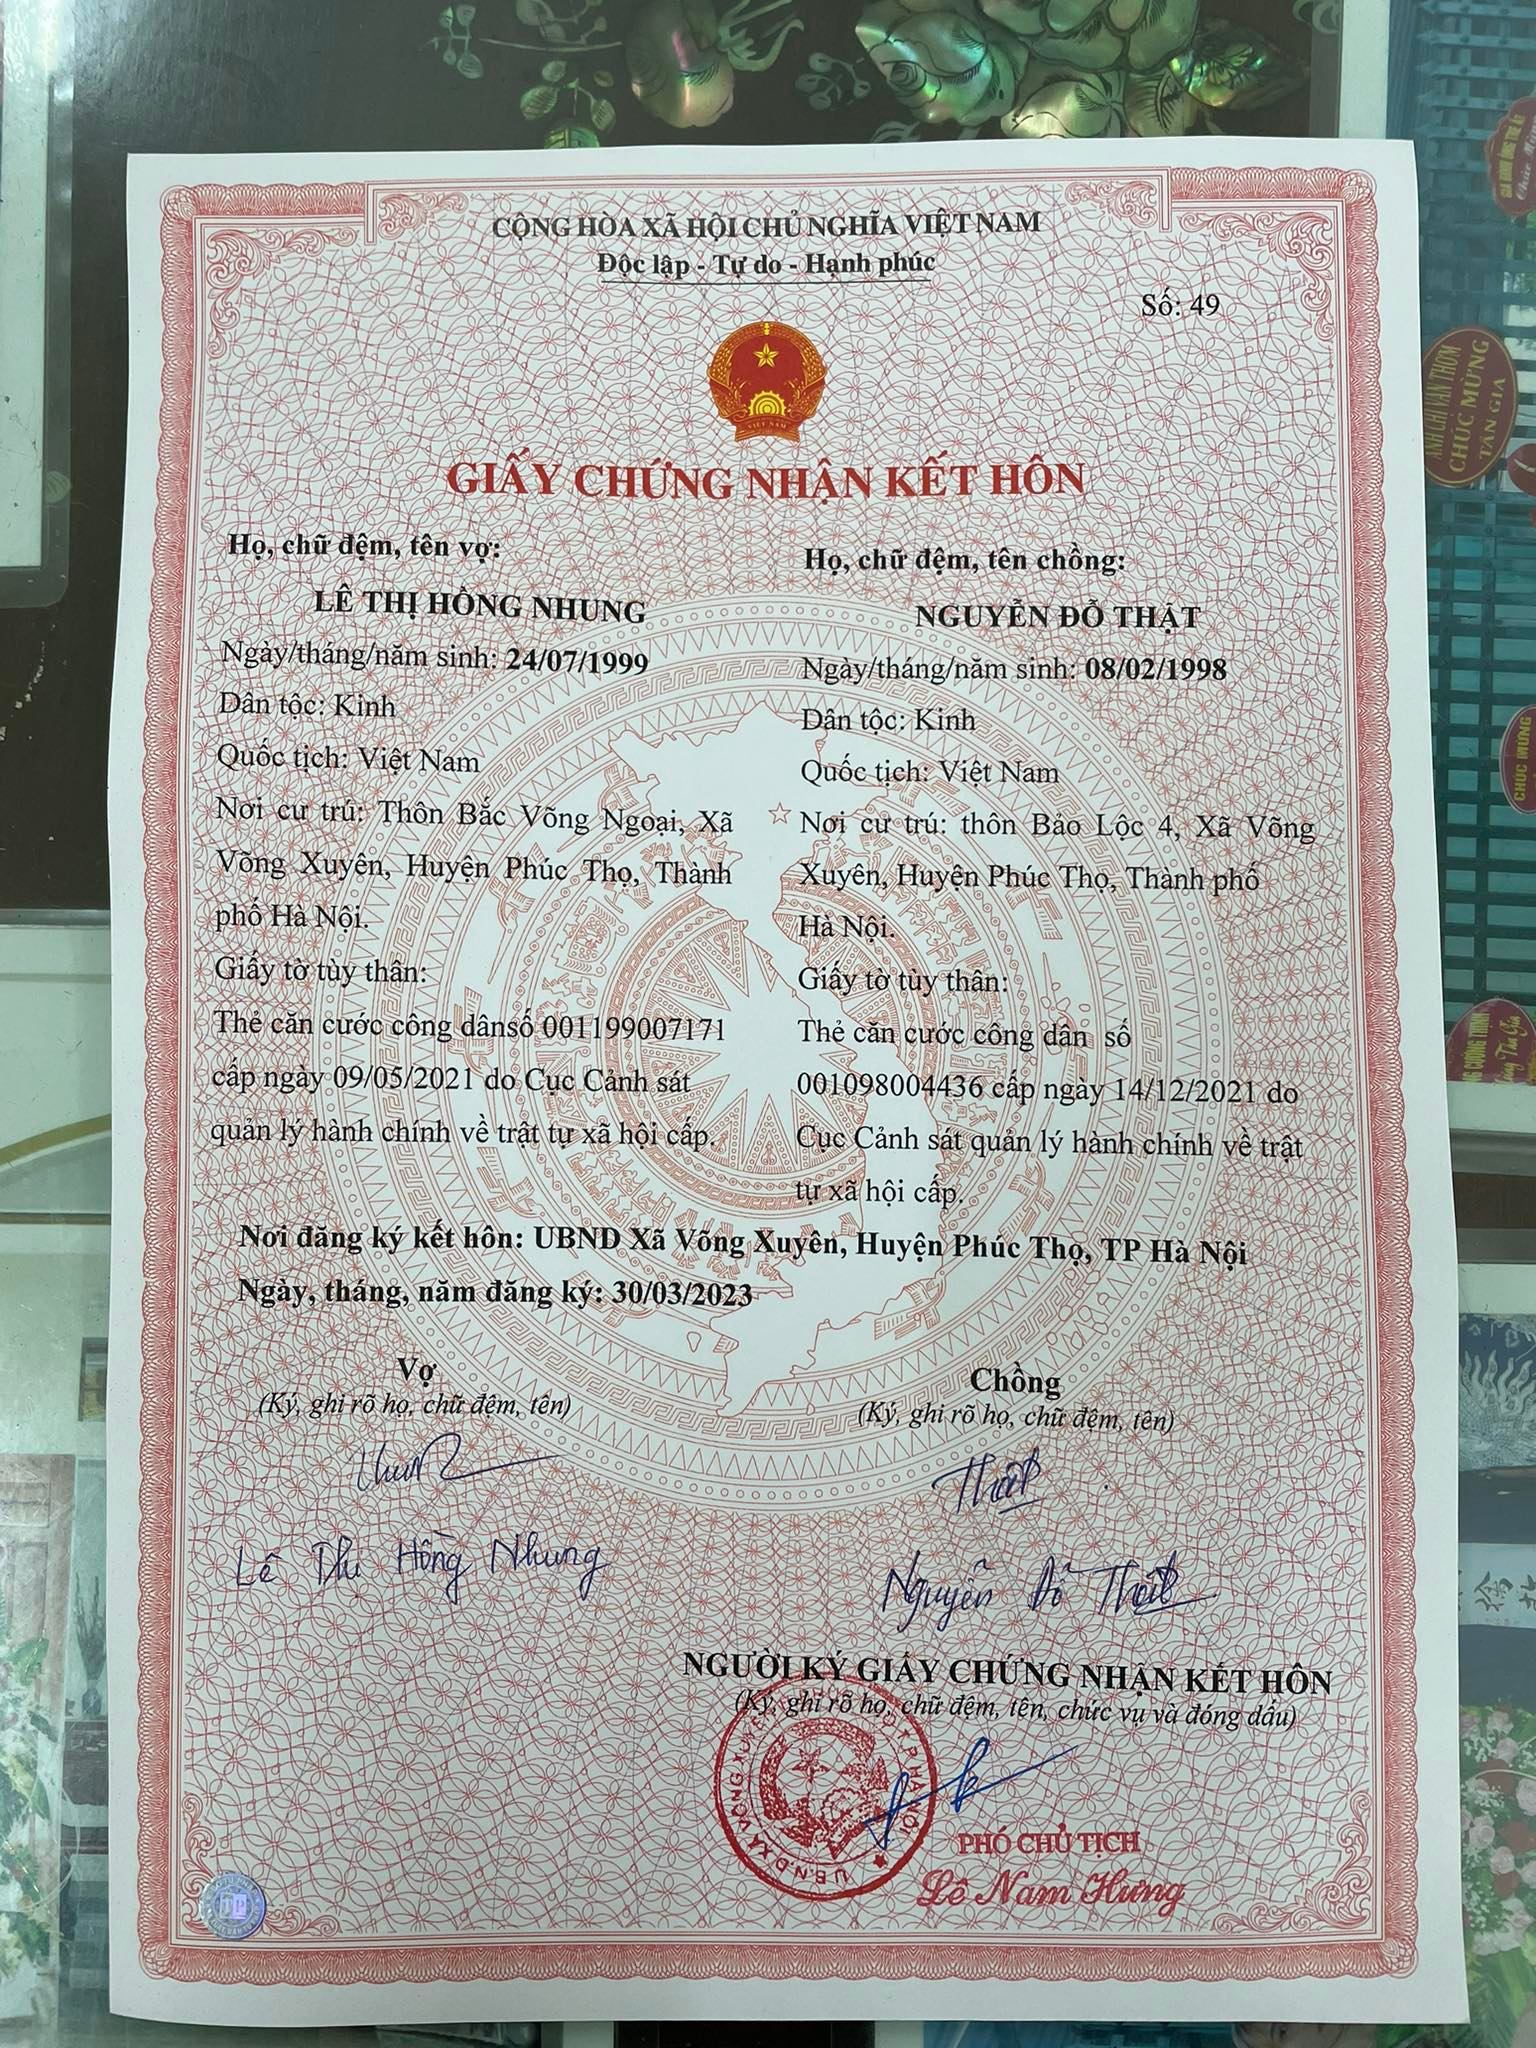 CỘNG HÒA XÃ HỘI CHỦ NGHĨA VIỆT NAM
Độc lập - Tự do - Hạnh phúc
Số: 49
VIỆT NAM
GIẤY CHỨNG NHẬN KẾT HÔN
Họ, chữ đệm, tên vợ:
LÊ THỊ HỒNG NHUNG
Ngày/tháng/năm sinh: 24/07/1999
Dân tộc: Kinh
Quốc tịch: Việt Nam
Nơi cư trú: Thôn Bắc Võng Ngoại, Xã
Võng Xuyên, Huyện Phúc Thọ, Thành
phố Hà Nội.
Giấy tờ tùy thân:
Thẻ căn cước công dânsố 001199007171
cấp ngày 09/05/2021 do Cục Cảnh sát
quản lý hành chính về trật tự xã hội cấp.
Họ, chữ đệm, tên chồng:
NGUYỄN ĐỖ THẬT
Ngày/tháng/năm sinh: 08/02/1998
Dân tộc: Kinh
Quốc tịch: Việt Nam
Nơi cư trú: thôn Bảo Lộc 4, Xã Võng
Xuyên, Huyện Phúc Thọ, Thành phố
Hà Nội.
Giấy tờ tùy thân:
Thẻ căn cước công dân số
001098004436 cấp ngày 14/12/2021 do
Cục Cảnh sát quản lý hành chính về trật
tự xã hội cấp.
Nơi đăng ký kết hôn: UBND Xã Võng Xuyên, Huyện Phúc Thọ, TP Hà Nội
Ngày, tháng, năm đăng ký: 30/03/2023
Vợ
(Ký, ghi rõ họ, chữ đệm, tên)
Lê Thị Hồng Nhung
Chồng
(Ký, ghi rõ họ, chữ đệm, tên)
Thật
Nguyễn Đỗ Thật
NGƯỜI KÝ GIẤY CHỨNG NHẬN KẾT HÔN
(Ký, ghi rõ họ, chữ đệm, tên, chức vụ và đóng dấu)
U.B.N.D XÃ VÕNG XUYÊN
P HÀ NỘI
PHÓ CHỦ TỊCH
Lê Nam Hưng
TP
ANH CHỊ VÂN THƠN
CHÚC MỪNG
TÂN GIA
CHÚC MỪNG